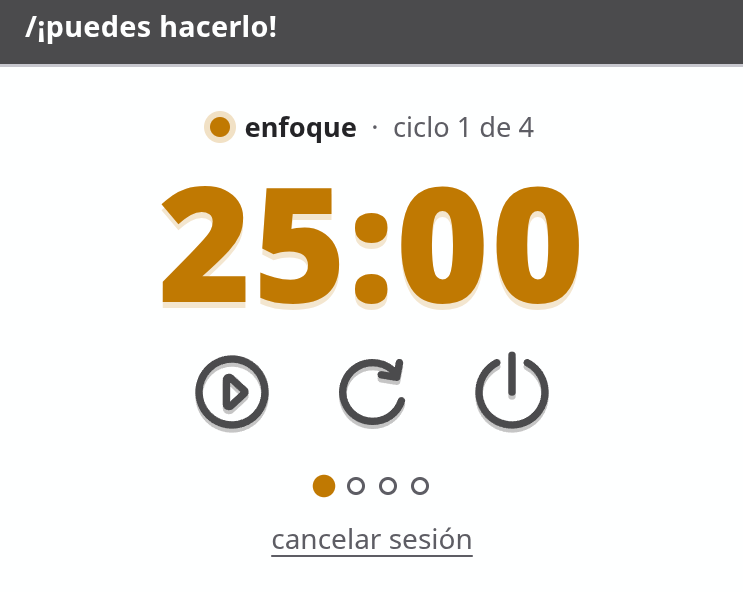 /¡puedes hacerlo!
enfoque · ciclo 1 de 4
25:00
cancelar sesión